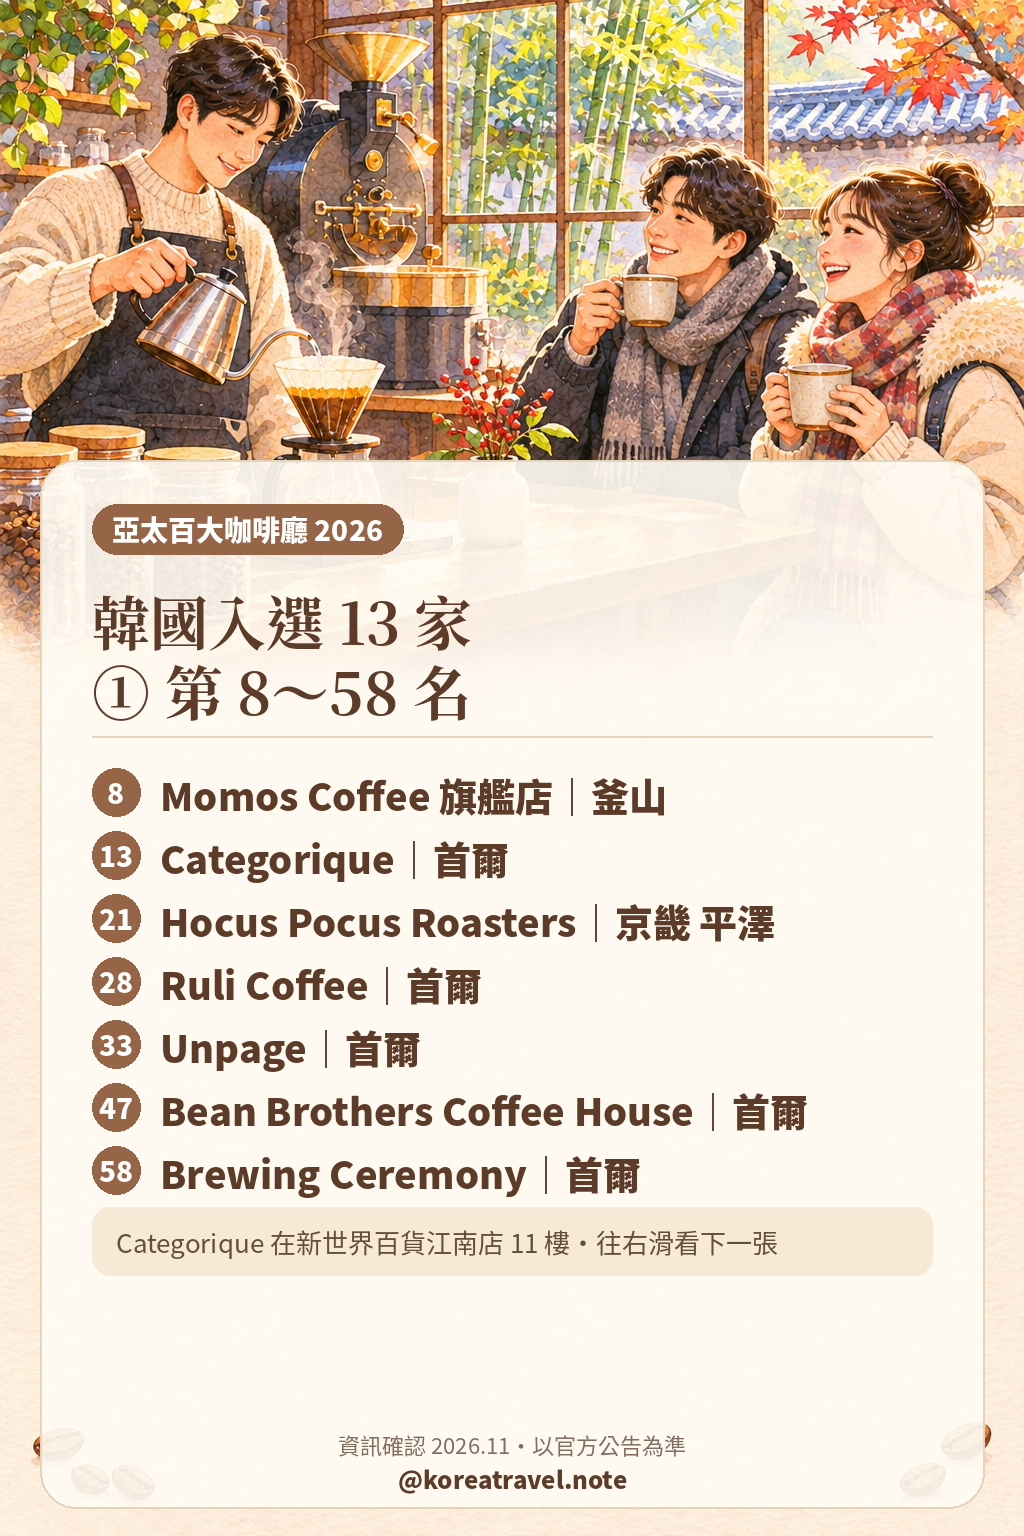 亞太百大咖啡廳 2026
韓國入選 13 家
① 第 8～58 名
8 Momos Coffee 旗艦店｜釜山
13 Categorique｜首爾
21 Hocus Pocus Roasters｜京畿 平澤
28 Ruli Coffee｜首爾
33 Unpage｜首爾
47 Bean Brothers Coffee House｜首爾
58 Brewing Ceremony｜首爾
Categorique 在新世界百貨江南店 11 樓・往右滑看下一張
資訊確認 2026.11・以官方公告為準
@koreatravel.note